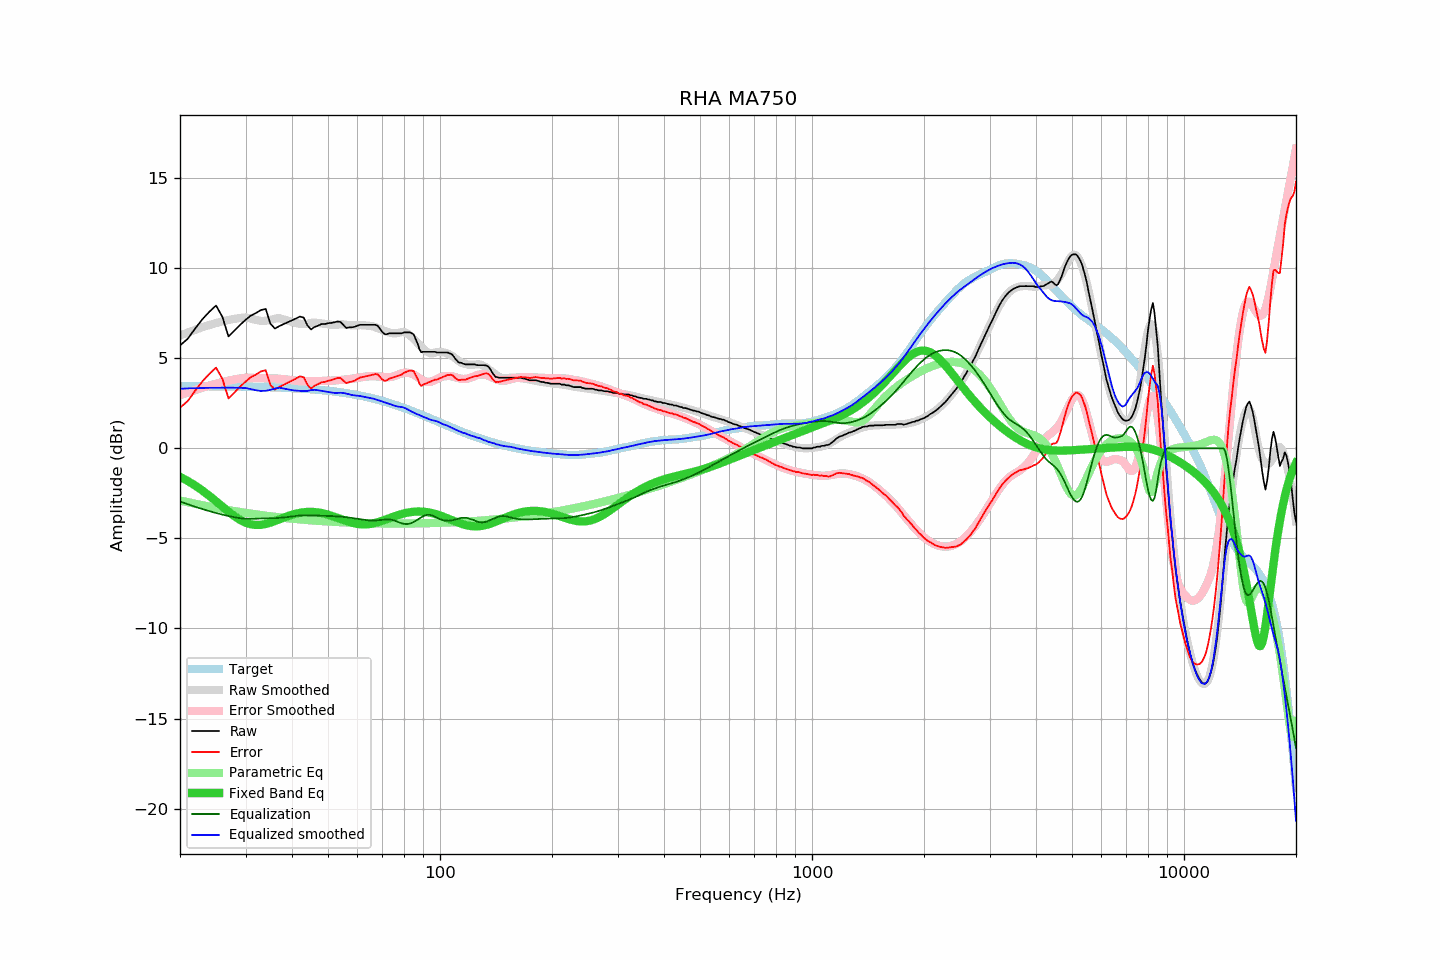 RHA MA750
15
10
5
0
−5
−10
−15
−20
Amplitude (dBr)
Target
Raw Smoothed
Error Smoothed
Raw
Error
Parametric Eq
Fixed Band Eq
Equalization
Equalized smoothed
100
1000
10000
Frequency (Hz)